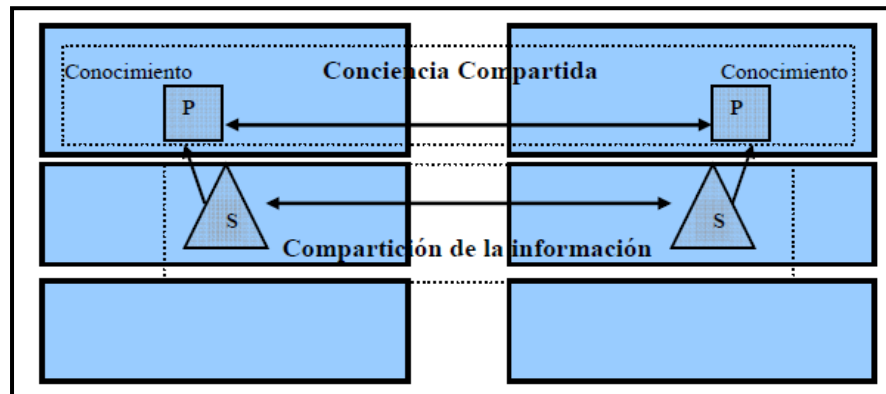 Conocimiento
Conciencia Compartida
Conocimiento
P
P
S
S
Compartición de la información